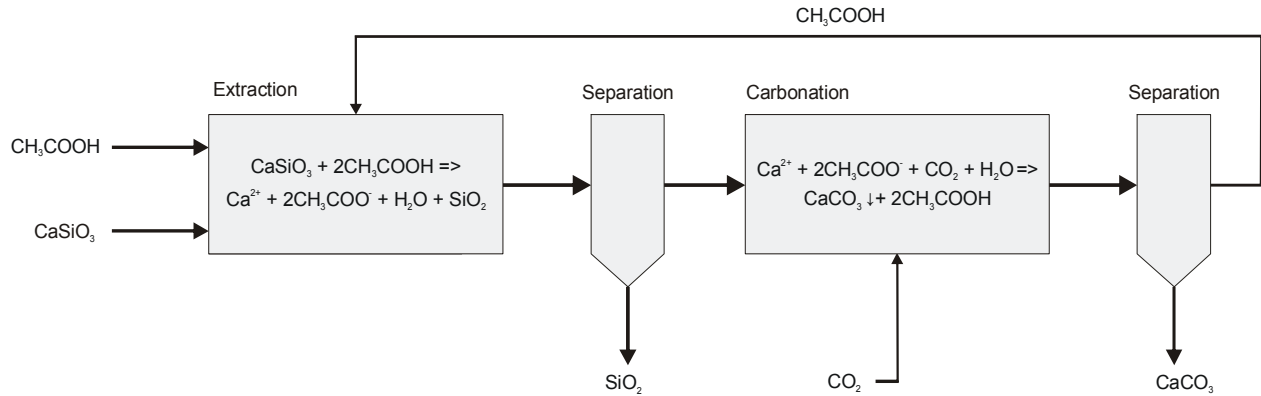 CH₃COOH
Extraction
Separation
Carbonation
Separation
CH₃COOH
CaSiO₃ + 2CH₃COOH =>
Ca²⁺ + 2CH₃COO⁻ + H₂O + SiO₂
Ca²⁺ + 2CH₃COO⁻ + CO₂ + H₂O =>
CaCO₃ ↓+ 2CH₃COOH
CaSiO₃
SiO₂
CO₂
CaCO₃